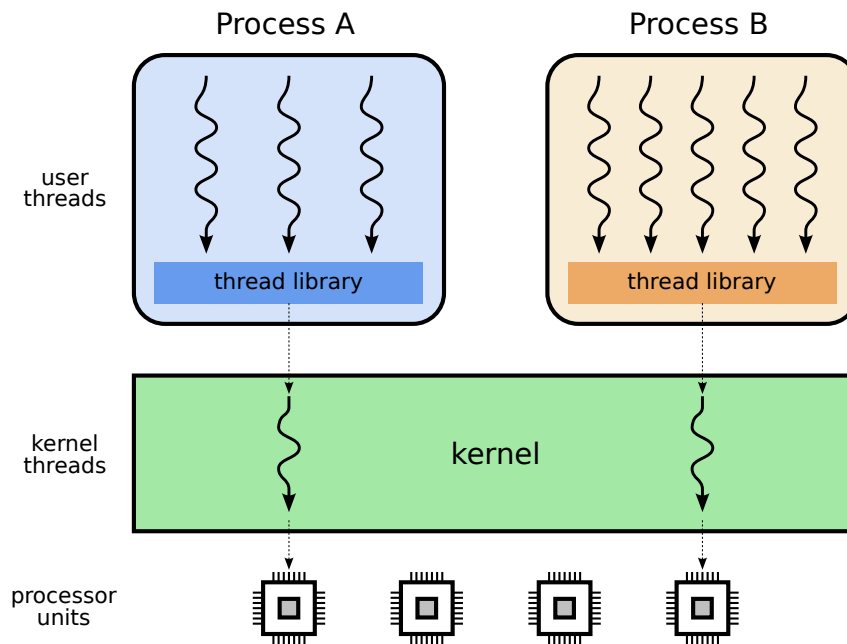 Process A
Process B
user
threads
thread library
thread library
kernel
threads
kernel
processor
units